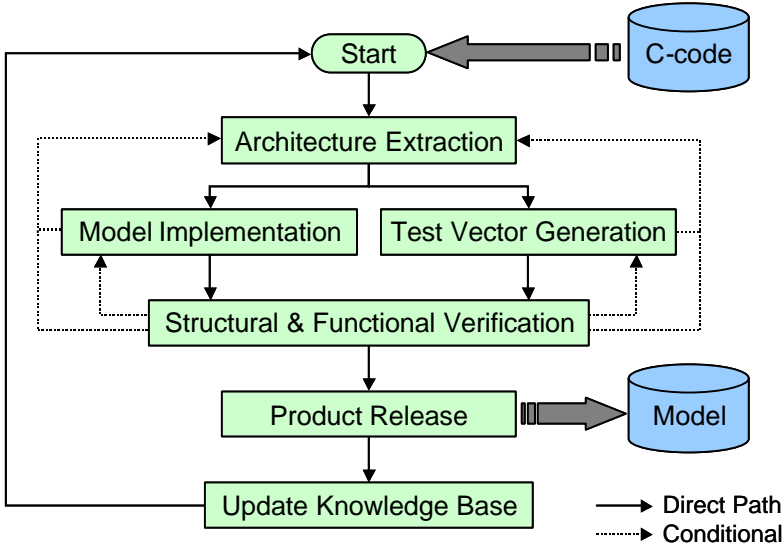 Start
C-code
Architecture Extraction
Model Implementation
Test Vector Generation
Structural & Functional Verification
Product Release
Model
Update Knowledge Base
Direct Path
Conditional